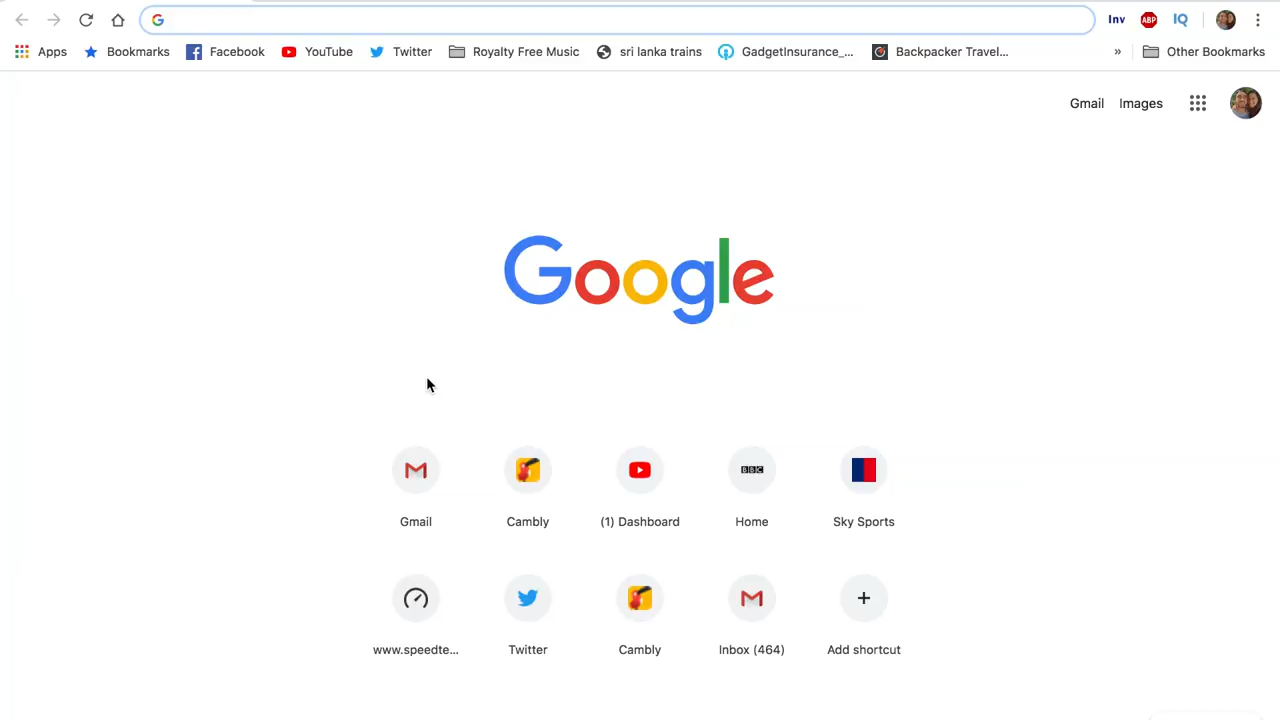 Inv ABP IQ
Apps Bookmarks Facebook YouTube Twitter Royalty Free Music sri lanka trains GadgetInsurance_... Backpacker Travel... » Other Bookmarks
Gmail Images
Google
BBC
Gmail Cambly (1) Dashboard Home Sky Sports
www.speedte... Twitter Cambly Inbox (464) Add shortcut